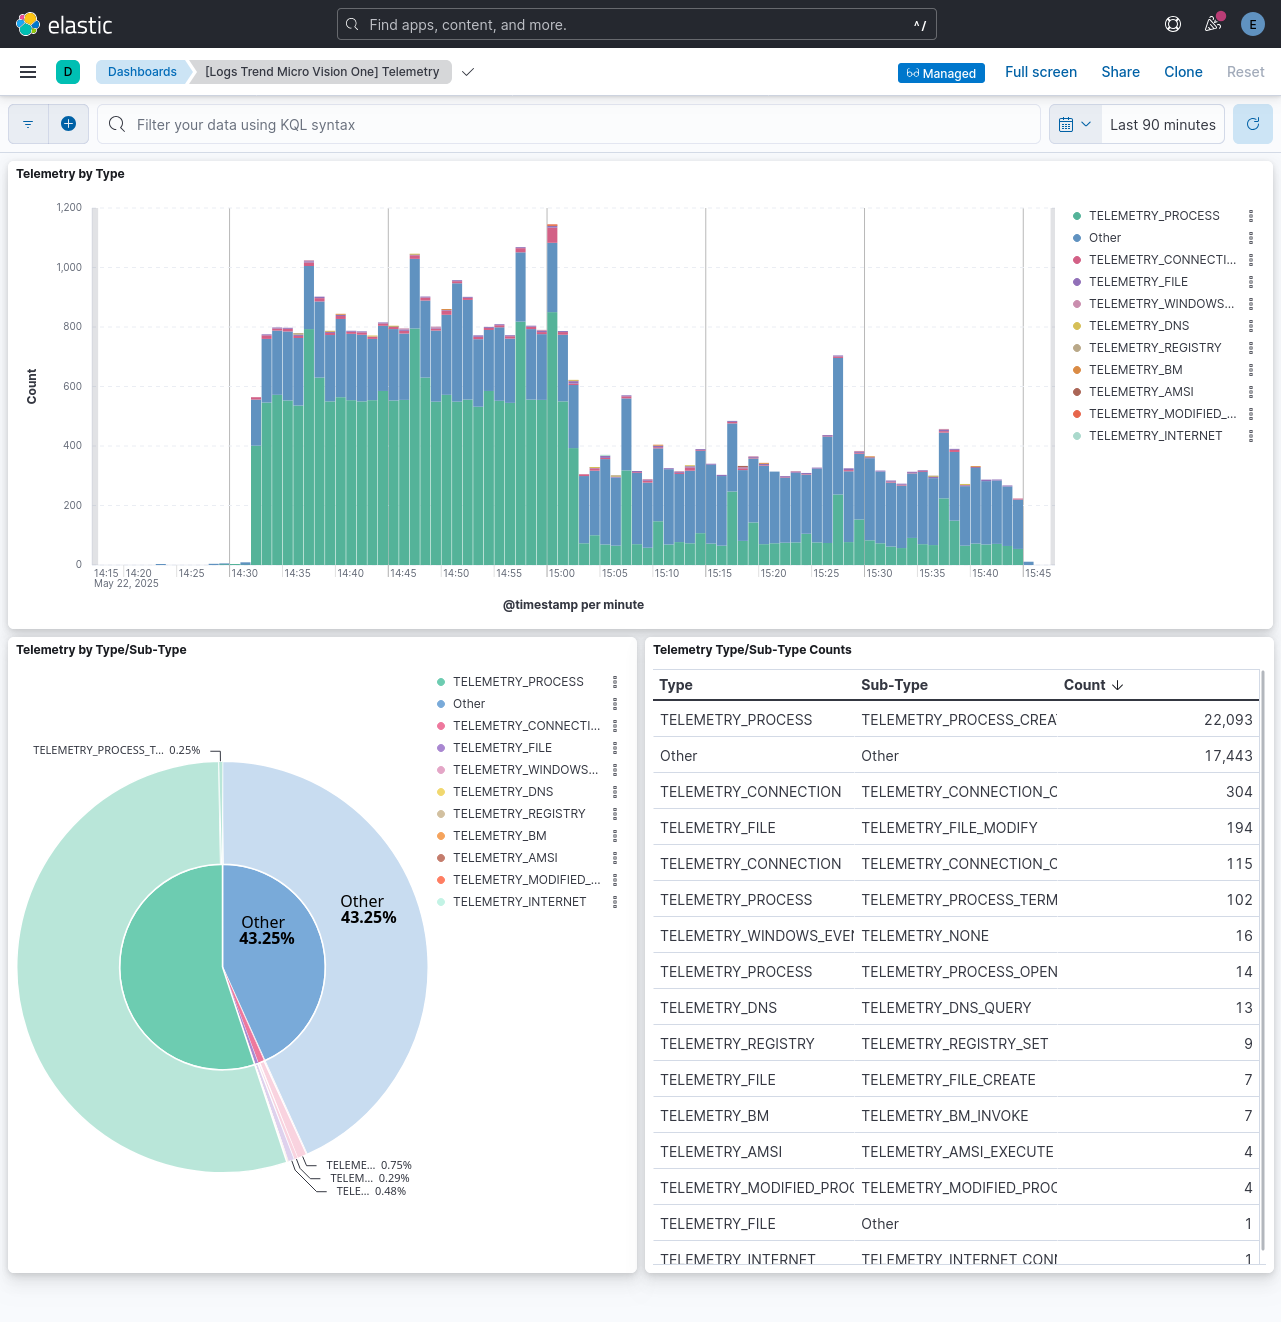 elastic
Find apps, content, and more.
^/
E
D
Dashboards
[Logs Trend Micro Vision One] Telemetry
Managed
Full screen
Share
Clone
Reset
Filter your data using KQL syntax
Last 90 minutes
Telemetry by Type
1,200
1,000
800
600
400
200
0
Count
14:15
14:20
14:25
14:30
14:35
14:40
14:45
14:50
14:55
15:00
15:05
15:10
15:15
15:20
15:25
15:30
15:35
15:40
15:45
May 22, 2025
@timestamp per minute
TELEMETRY_PROCESS
Other
TELEMETRY_CONNECTI...
TELEMETRY_FILE
TELEMETRY_WINDOWS...
TELEMETRY_DNS
TELEMETRY_REGISTRY
TELEMETRY_BM
TELEMETRY_AMSI
TELEMETRY_MODIFIED_...
TELEMETRY_INTERNET
Telemetry by Type/Sub-Type
TELEMETRY_PROCESS_T... 0.25%
Other
43.25%
Other
43.25%
TELEME... 0.75%
TELEM... 0.29%
TELE... 0.48%
TELEMETRY_PROCESS
Other
TELEMETRY_CONNECTI...
TELEMETRY_FILE
TELEMETRY_WINDOWS...
TELEMETRY_DNS
TELEMETRY_REGISTRY
TELEMETRY_BM
TELEMETRY_AMSI
TELEMETRY_MODIFIED_...
TELEMETRY_INTERNET
Telemetry Type/Sub-Type Counts
Type Sub-Type Count
TELEMETRY_PROCESS TELEMETRY_PROCESS_CREA 22,093
Other Other 17,443
TELEMETRY_CONNECTION TELEMETRY_CONNECTION_C 304
TELEMETRY_FILE TELEMETRY_FILE_MODIFY 194
TELEMETRY_CONNECTION TELEMETRY_CONNECTION_C 115
TELEMETRY_PROCESS TELEMETRY_PROCESS_TERM 102
TELEMETRY_WINDOWS_EVEN TELEMETRY_NONE 16
TELEMETRY_PROCESS TELEMETRY_PROCESS_OPEN 14
TELEMETRY_DNS TELEMETRY_DNS_QUERY 13
TELEMETRY_REGISTRY TELEMETRY_REGISTRY_SET 9
TELEMETRY_FILE TELEMETRY_FILE_CREATE 7
TELEMETRY_BM TELEMETRY_BM_INVOKE 7
TELEMETRY_AMSI TELEMETRY_AMSI_EXECUTE 4
TELEMETRY_MODIFIED_PROC TELEMETRY_MODIFIED_PROC 4
TELEMETRY_FILE Other 1
TELEMETRY_INTERNET TELEMETRY_INTERNET_CONN 1